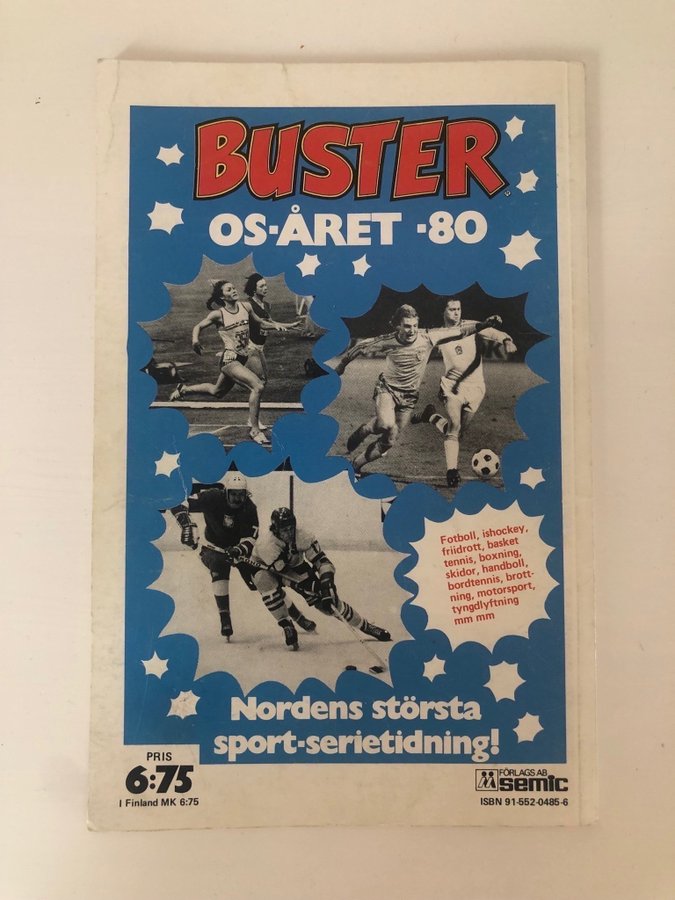 BUSTER
OS-ÅRET -80
Fotboll, ishockey,
friidrott, basket
tennis, boxning,
skidor, handboll,
bordtennis, brott-
ning, motorsport,
tyngdlyftning
mm mm
Nordens största
sport-serietidning!
PRIS
6:75
I Finland MK 6:75
FÖRLAGS AB
semic
ISBN 91-552-0485-6